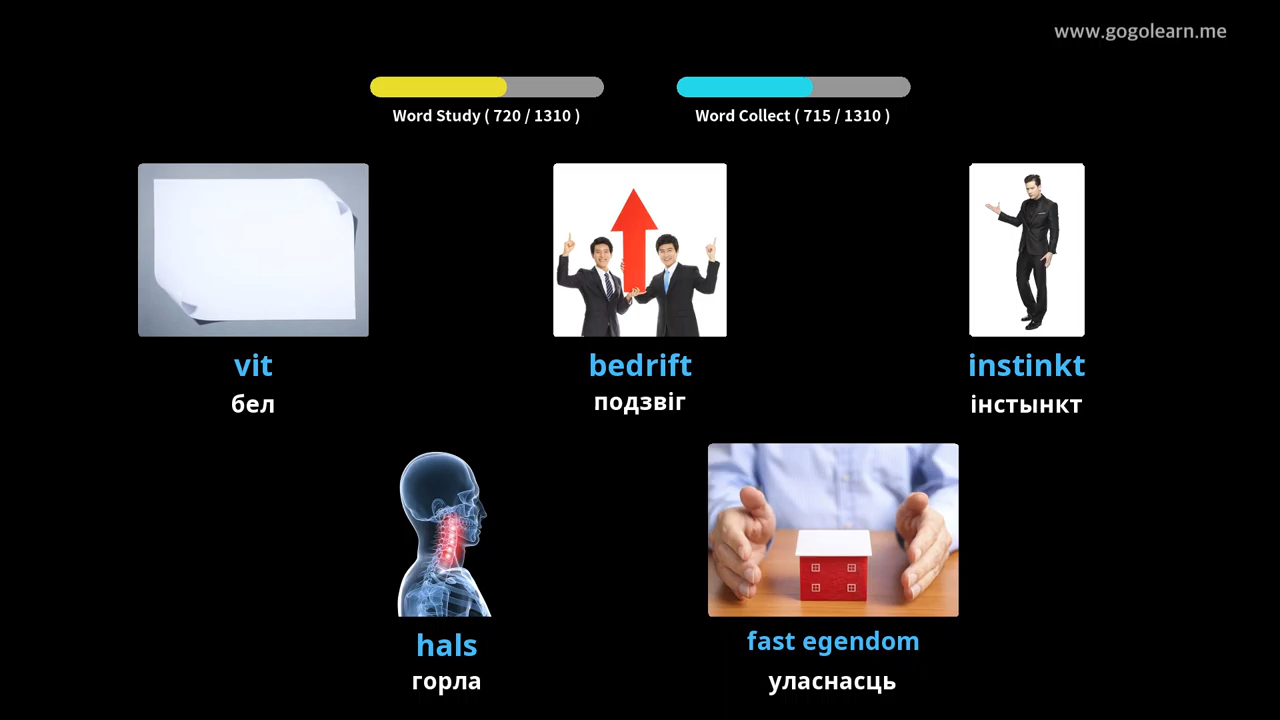 www.gogolearn.me
Word Study ( 720 / 1310 )
Word Collect ( 715 / 1310 )
vit
бел
bedrift
подзвіг
instinkt
інстынкт
hals
горла
fast egendom
уласнасць